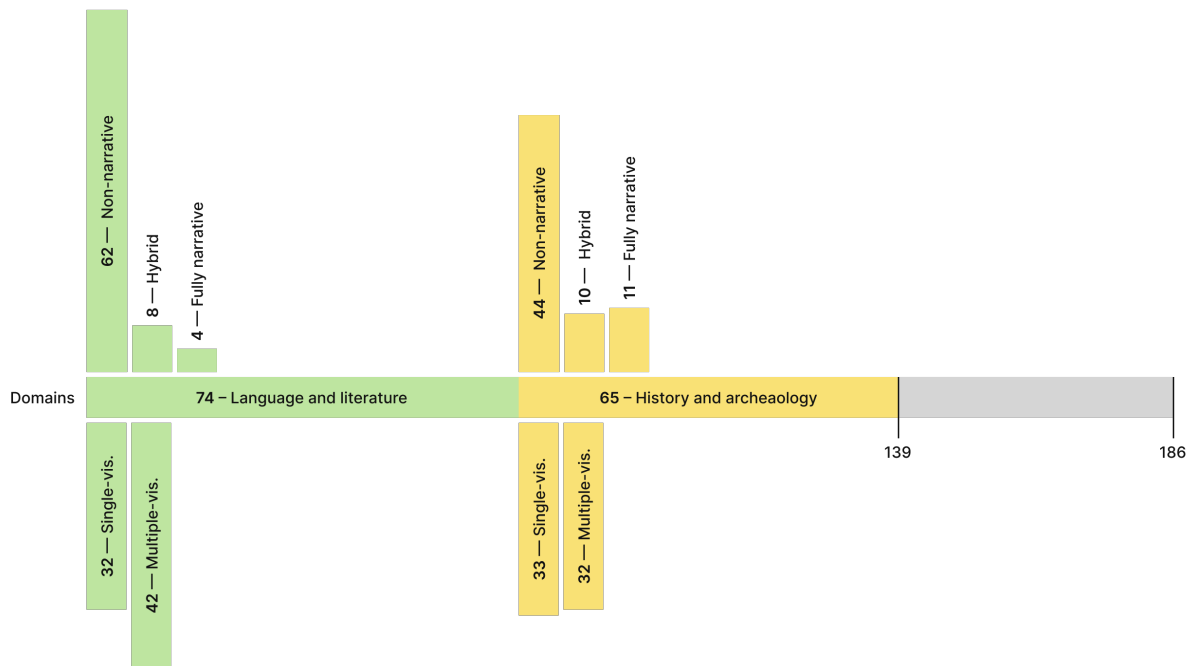 62 — Non-narrative
8 — Hybrid
4 — Fully narrative
44 — Non-narrative
10 — Hybrid
11 — Fully narrative
Domains
74 – Language and literature
65 – History and archeaology
139
186
32 — Single-vis.
42 — Multiple-vis.
33 — Single-vis.
32 — Multiple-vis.